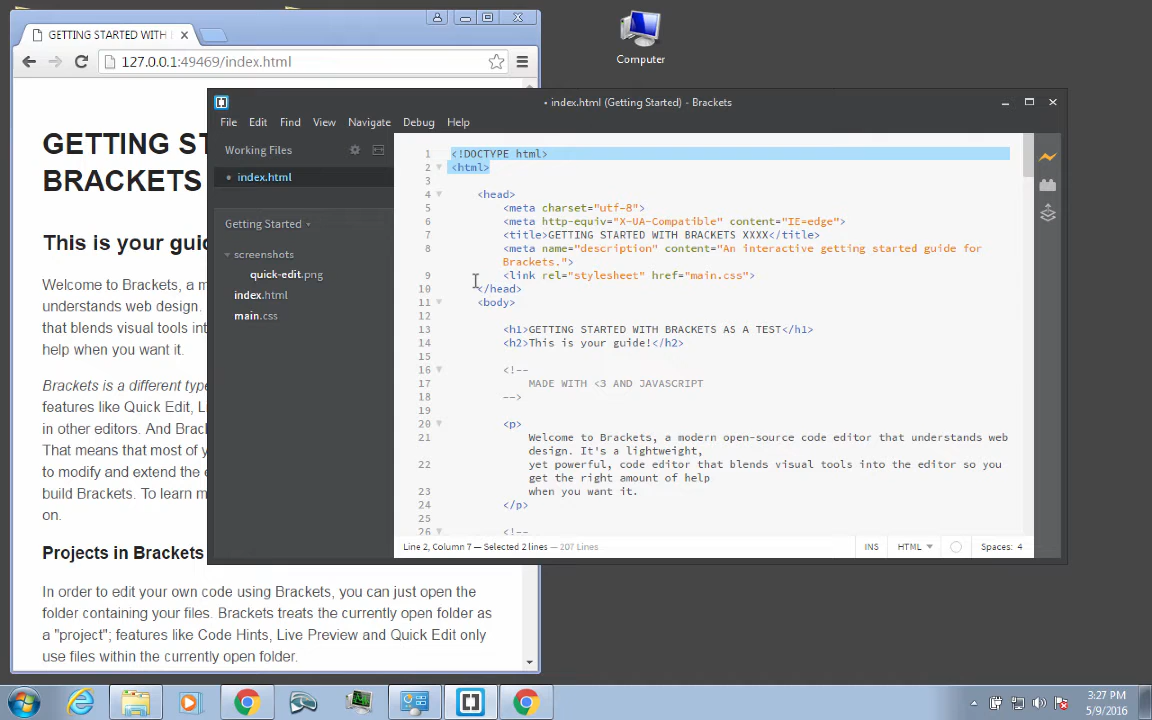 GETTING STARTED WITH
127.0.0.1:49469/index.html
Computer
GETTING ST
BRACKETS
This is your guid
Welcome to Brackets, a m
understands web design.
that blends visual tools int
help when you want it.
Brackets is a different type
features like Quick Edit, L
in other editors. And Brac
That means that most of y
to modify and extend the e
build Brackets. To learn m
on.
Projects in Brackets
In order to edit your own code using Brackets, you can just open the
folder containing your files. Brackets treats the currently open folder as
a "project"; features like Code Hints, Live Preview and Quick Edit only
use files within the currently open folder.
• index.html (Getting Started) - Brackets
File Edit Find View Navigate Debug Help
Working Files
• index.html
Getting Started
screenshots
quick-edit.png
index.html
main.css
1 <!DOCTYPE html>
2 <html>
3
4 <head>
5 <meta charset="utf-8">
6 <meta http-equiv="X-UA-Compatible" content="IE=edge">
7 <title>GETTING STARTED WITH BRACKETS XXXX</title>
8 <meta name="description" content="An interactive getting started guide for
Brackets.">
9 <link rel="stylesheet" href="main.css">
10 </head>
11 <body>
12
13 <h1>GETTING STARTED WITH BRACKETS AS A TEST</h1>
14 <h2>This is your guide!</h2>
15
16 <!--
17 MADE WITH <3 AND JAVASCRIPT
18 -->
19
20 <p>
21 Welcome to Brackets, a modern open-source code editor that understands web
design. It's a lightweight,
22 yet powerful, code editor that blends visual tools into the editor so you
get the right amount of help
23 when you want it.
24 </p>
25
26 <!--
Line 2, Column 7 — Selected 2 lines — 207 Lines
INS HTML Spaces: 4
3:27 PM
5/9/2016